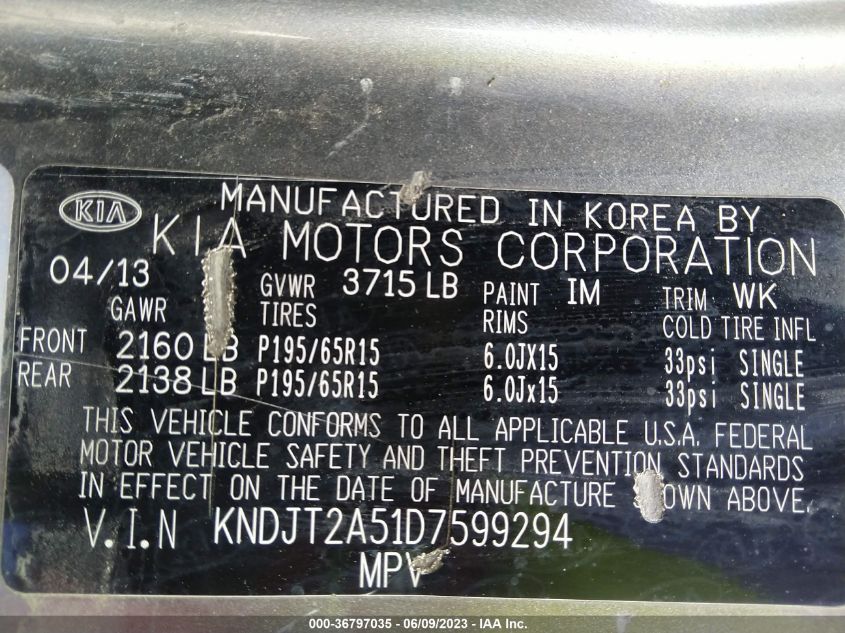 KIA MANUFACTURED IN KOREA BY
KIA MOTORS CORPORATION
04/13 GVWR 3715 LB PAINT IM TRIM WK
GAWR TIRES RIMS COLD TIRE INFL
FRONT 2160 LB P195/65R15 6.0JX15 33psi SINGLE
REAR 2138 LB P195/65R15 6.0Jx15 33psi SINGLE
THIS VEHICLE CONFORMS TO ALL APPLICABLE U.S.A. FEDERAL
MOTOR VEHICLE SAFETY AND THEFT PREVENTION STANDARDS
IN EFFECT ON THE DATE OF MANUFACTURE OWN ABOVE.
V.I.N KNDJT2A51D7599294
MPV
000-36797035 - 06/09/2023 - IAA Inc.